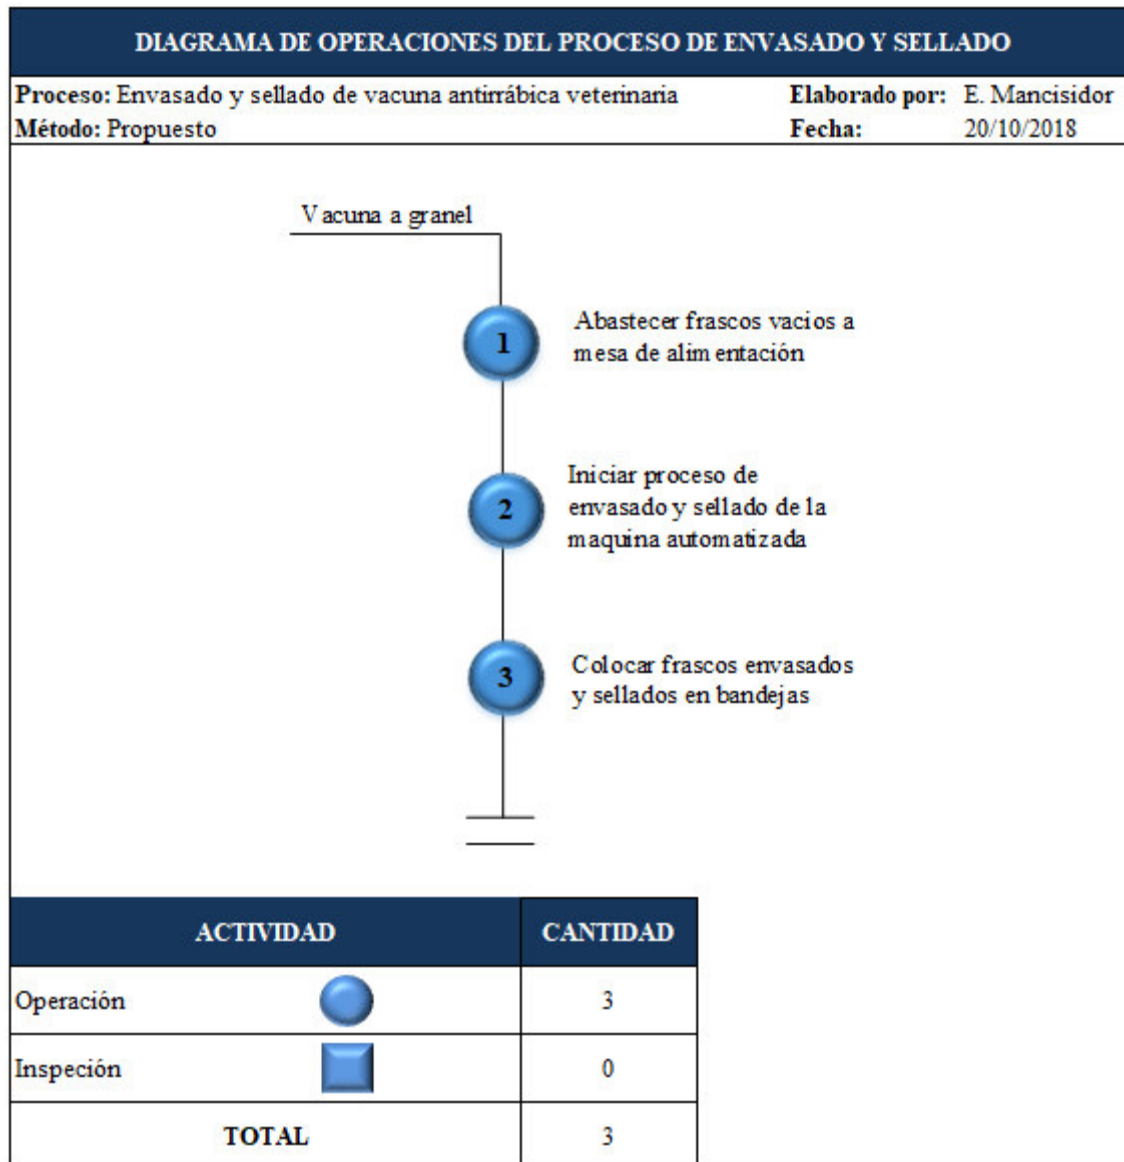 DIAGRAMA DE OPERACIONES DEL PROCESO DE ENVASADO Y SELLADO
Proceso: Envasado y sellado de vacuna antirrábica veterinaria Elaborado por: E. Mancisidor
Método: Propuesto Fecha: 20/10/2018
Vacuna a granel
1
Abastecer frascos vacios a
mesa de alimentación
2
Iniciar proceso de
envasado y sellado de la
maquina automatizada
3
Colocar frascos envasados
y sellados en bandejas
ACTIVIDAD CANTIDAD
Operación 3
Inspeción 0
TOTAL 3